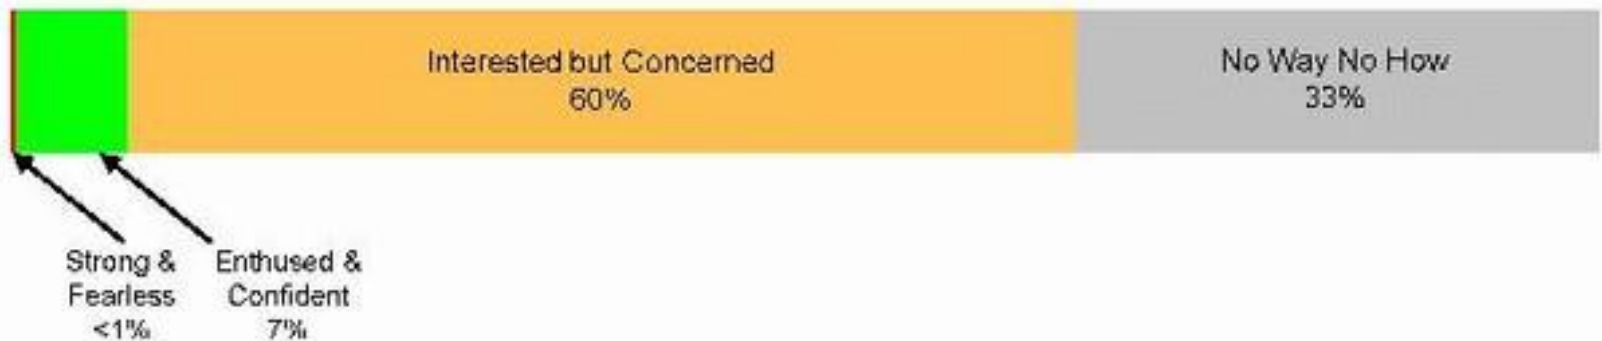 Interested but Concerned
60%
No Way No How
33%
Strong &
Fearless
<1%
Enthused &
Confident
7%